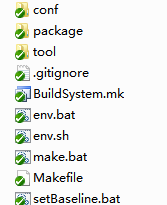 conf
package
tool
.gitignore
BuildSystem.mk
env.bat
env.sh
make.bat
Makefile
setBaseline.bat